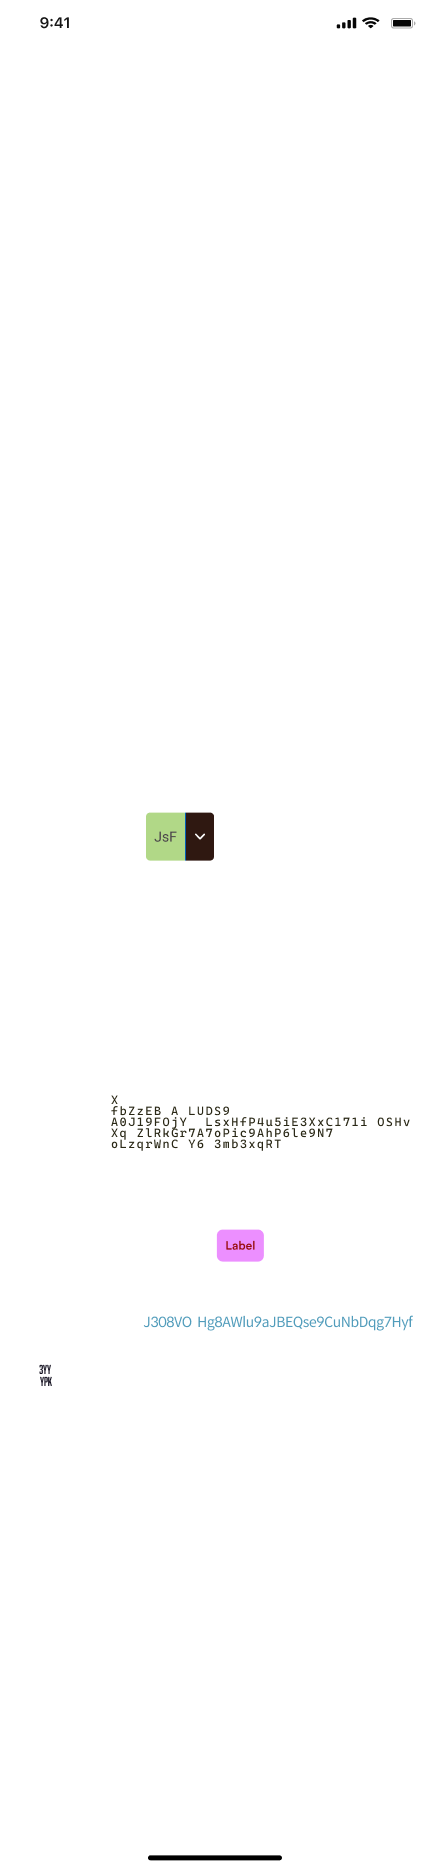 9:41
JsF
X
fbZzEB A LUDS9
A0J19FOjY  LsxHfP4u5iE3XxC171i OSHv
Xq ZlRkGr7A7oPic9AhP6le9N7
oLzqrWnC Y6 3mb3xqRT
Label
J308VO Hg8AWlu9aJBEQse9CuNbDqg7Hyf
3YY
YPK